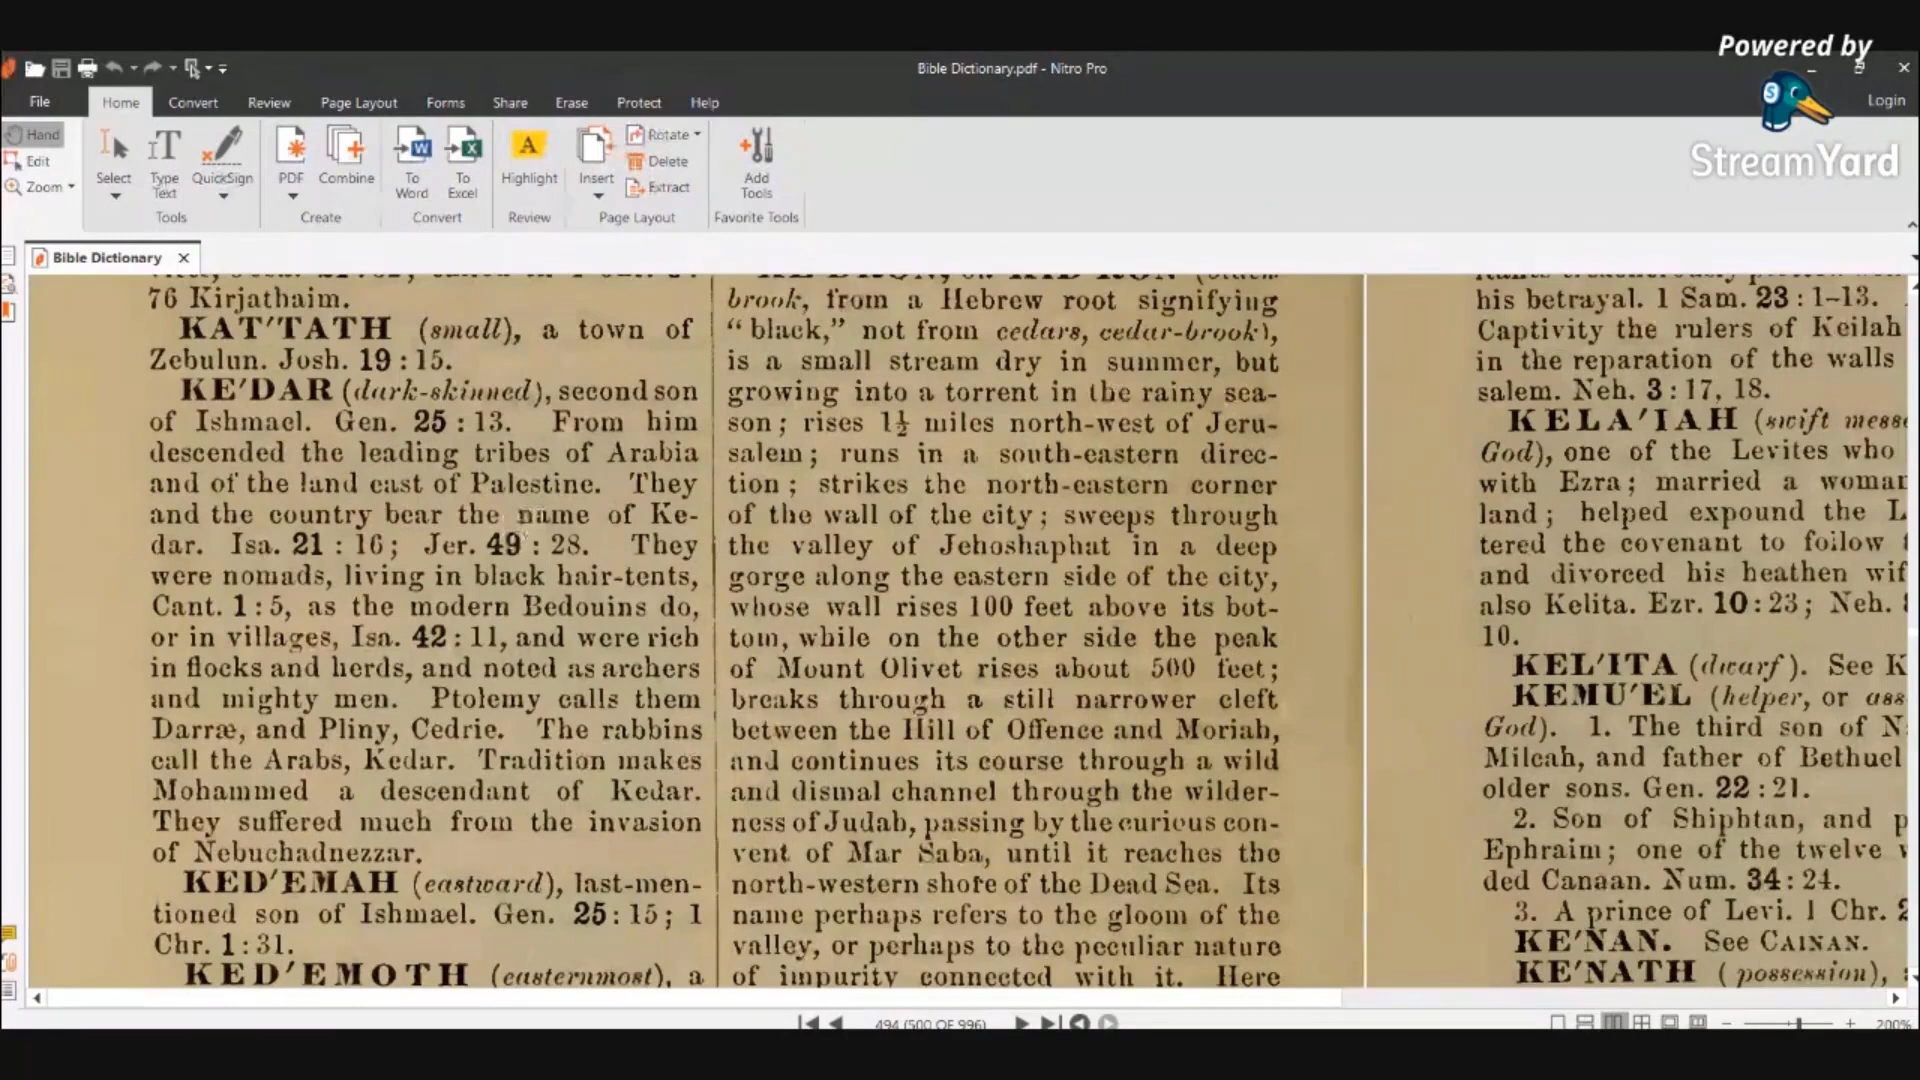 Powered by
StreamYard
Bible Dictionary.pdf - Nitro Pro
Login
File
Home
Convert
Review
Page Layout
Forms
Share
Erase
Protect
Help
Hand
Edit
Zoom
Select
Type
Text
QuickSign
Tools
PDF
Combine
Create
To
Word
To
Excel
Convert
Highlight
Review
Insert
Rotate
Delete
Extract
Page Layout
Add
Tools
Favorite Tools
Bible Dictionary
76 Kirjathaim.
KAT'TATH (small), a town of
Zebulun. Josh. 19:15.
KE'DAR (dark-skinned), second son
of Ishmael. Gen. 25:13. From him
descended the leading tribes of Arabia
and of the land east of Palestine. They
and the country bear the name of Ke-
dar. Isa. 21:16; Jer. 49:28. They
were nomads, living in black hair-tents,
Cant. 1:5, as the modern Bedouins do,
or in villages, Isa. 42:11, and were rich
in flocks and herds, and noted as archers
and mighty men. Ptolemy calls them
Darræ, and Pliny, Cedrie. The rabbins
call the Arabs, Kedar. Tradition makes
Mohammed a descendant of Kedar.
They suffered much from the invasion
of Nebuchadnezzar.
KED'EMAH (eastward), last-men-
tioned son of Ishmael. Gen. 25:15; 1
Chr. 1:31.
KED'EMOTH (easternmost), a
brook, from a Hebrew root signifying
"black," not from cedars, cedar-brook),
is a small stream dry in summer, but
growing into a torrent in the rainy sea-
son; rises 1½ miles north-west of Jeru-
salem; runs in a south-eastern direc-
tion; strikes the north-eastern corner
of the wall of the city; sweeps through
the valley of Jehoshaphat in a deep
gorge along the eastern side of the city,
whose wall rises 100 feet above its bot-
tom, while on the other side the peak
of Mount Olivet rises about 500 feet;
breaks through a still narrower cleft
between the Hill of Offence and Moriah,
and continues its course through a wild
and dismal channel through the wilder-
ness of Judah, passing by the curious con-
vent of Mar Saba, until it reaches the
north-western shore of the Dead Sea. Its
name perhaps refers to the gloom of the
valley, or perhaps to the peculiar nature
of impurity connected with it. Here
his betrayal. 1 Sam. 23:1-13.
Captivity the rulers of Keilah
in the reparation of the walls
salem. Neh. 3:17, 18.
KELA'IAH (swift mess
God), one of the Levites who
with Ezra; married a woman
land; helped expound the L
tered the covenant to follow
and divorced his heathen wif
also Kelita. Ezr. 10:23; Neh.
10.
KEL'ITA (dwarf). See K
KEMU'EL (helper, or ass
God). 1. The third son of N
Milcah, and father of Bethuel
older sons. Gen. 22:21.
2. Son of Shiphtan, and p
Ephraim; one of the twelve
ded Canaan. Num. 34:24.
3. A prince of Levi. 1 Chr. 2
KE'NAN. See CAINAN.
KE'NATH (possession),
494 (500 OF 996)
200%